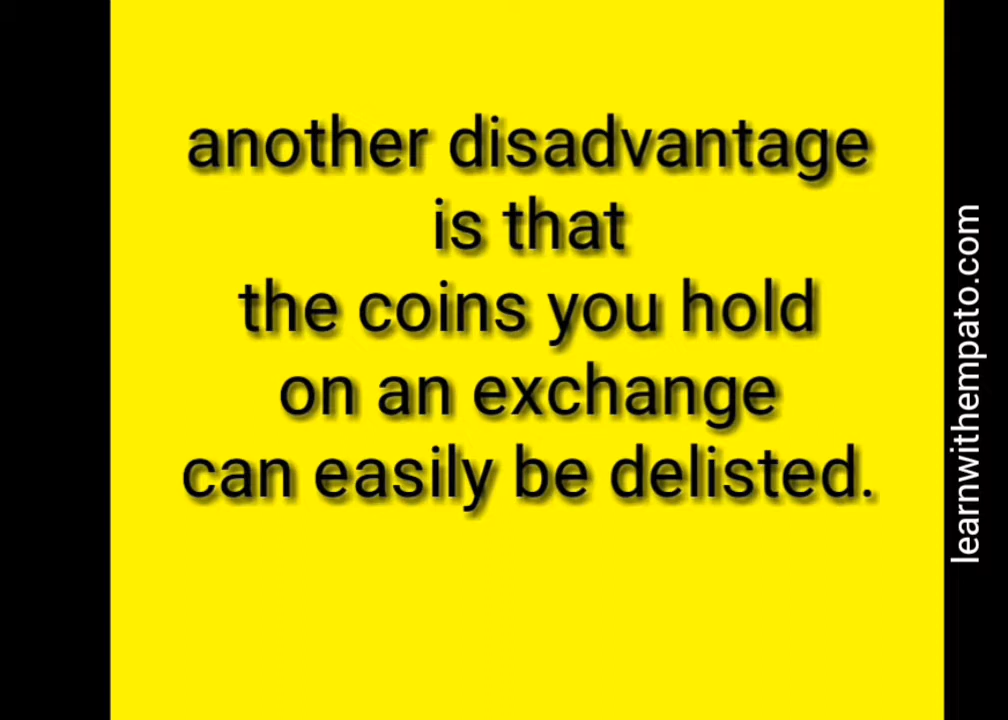 another disadvantage
is that
the coins you hold
on an exchange
can easily be delisted.
learnwithempato.com